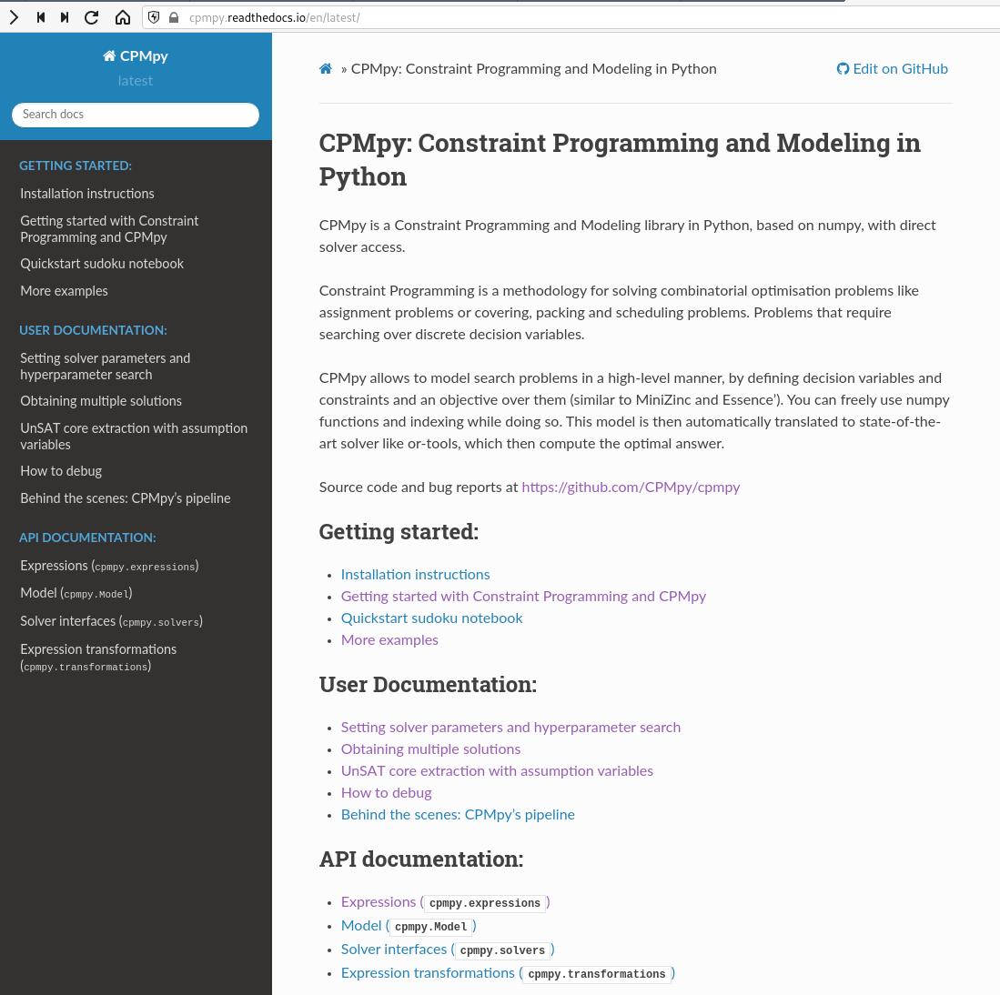 cpmpy.readthedocs.io/en/latest/
CPMpy
latest
Search docs
GETTING STARTED:
Installation instructions
Getting started with Constraint
Programming and CPMpy
Quickstart sudoku notebook
More examples
USER DOCUMENTATION:
Setting solver parameters and
hyperparameter search
Obtaining multiple solutions
UnSAT core extraction with assumption
variables
How to debug
Behind the scenes: CPMpy’s pipeline
API DOCUMENTATION:
Expressions (cpmpy.expressions)
Model (cpmpy.Model)
Solver interfaces (cpmpy.solvers)
Expression transformations
(cpmpy.transformations)
» CPMpy: Constraint Programming and Modeling in Python
Edit on GitHub
CPMpy: Constraint Programming and Modeling in
Python
CPMpy is a Constraint Programming and Modeling library in Python, based on numpy, with direct
solver access.
Constraint Programming is a methodology for solving combinatorial optimisation problems like
assignment problems or covering, packing and scheduling problems. Problems that require
searching over discrete decision variables.
CPMpy allows to model search problems in a high-level manner, by defining decision variables and
constraints and an objective over them (similar to MiniZinc and Essence’). You can freely use numpy
functions and indexing while doing so. This model is then automatically translated to state-of-the-
art solver like or-tools, which then compute the optimal answer.
Source code and bug reports at https://github.com/CPMpy/cpmpy
Getting started:
• Installation instructions
• Getting started with Constraint Programming and CPMpy
• Quickstart sudoku notebook
• More examples
User Documentation:
• Setting solver parameters and hyperparameter search
• Obtaining multiple solutions
• UnSAT core extraction with assumption variables
• How to debug
• Behind the scenes: CPMpy’s pipeline
API documentation:
• Expressions (cpmpy.expressions)
• Model (cpmpy.Model)
• Solver interfaces (cpmpy.solvers)
• Expression transformations (cpmpy.transformations)